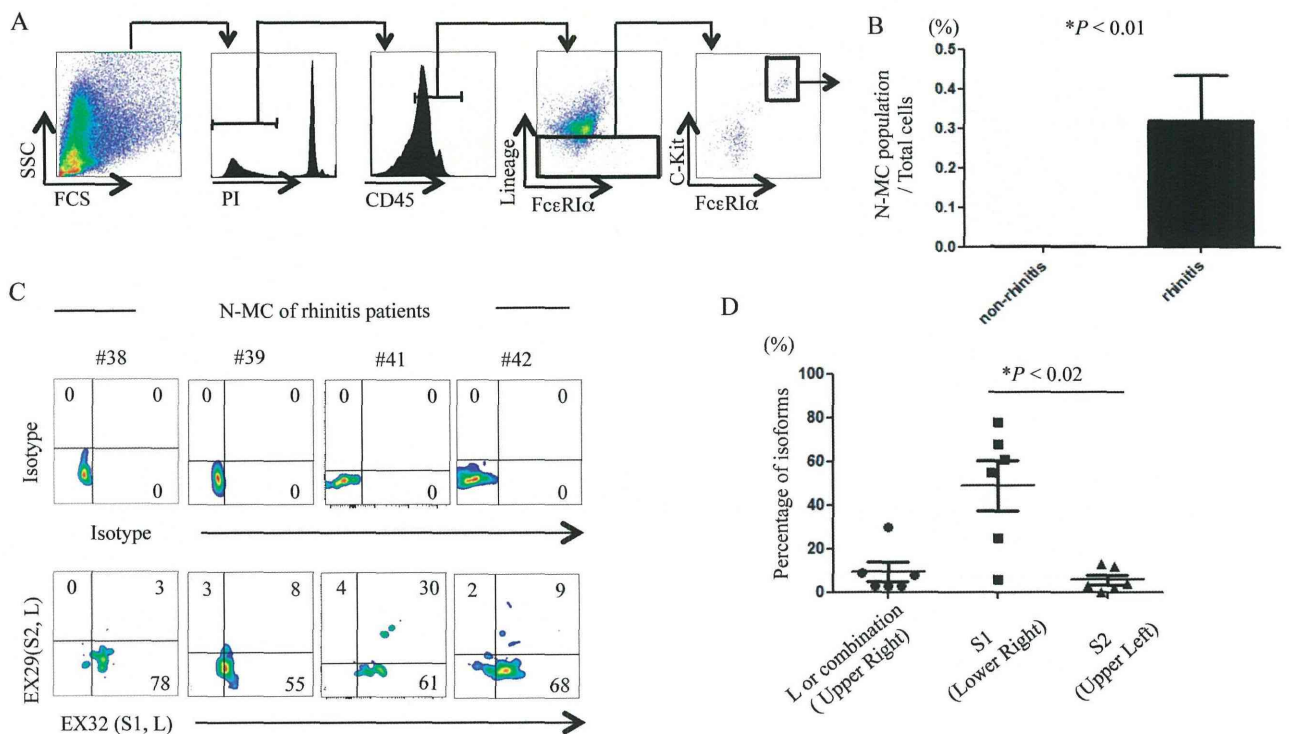 A
SSC
FCS
PI
CD45
Lineage
FcεRIα
C-Kit
FcεRIα
B
(%)
*P < 0.01
N-MC population
/ Total cells
0.5
0.4
0.3
0.2
0.1
0.0
non-rhinitis
rhinitis
C
N-MC of rhinitis patients
#38
#39
#41
#42
Isotype
0 0
0
0 0
0
0 0
0
0 0
0
Isotype
EX29(S2, L)
0 3
78
3 8
55
4 30
61
2 9
68
EX32 (S1, L)
D
(%)
*P < 0.02
Percentage of isoforms
100
80
60
40
20
0
L or combination
( Upper Right)
S1
(Lower Right)
S2
(Upper Left)